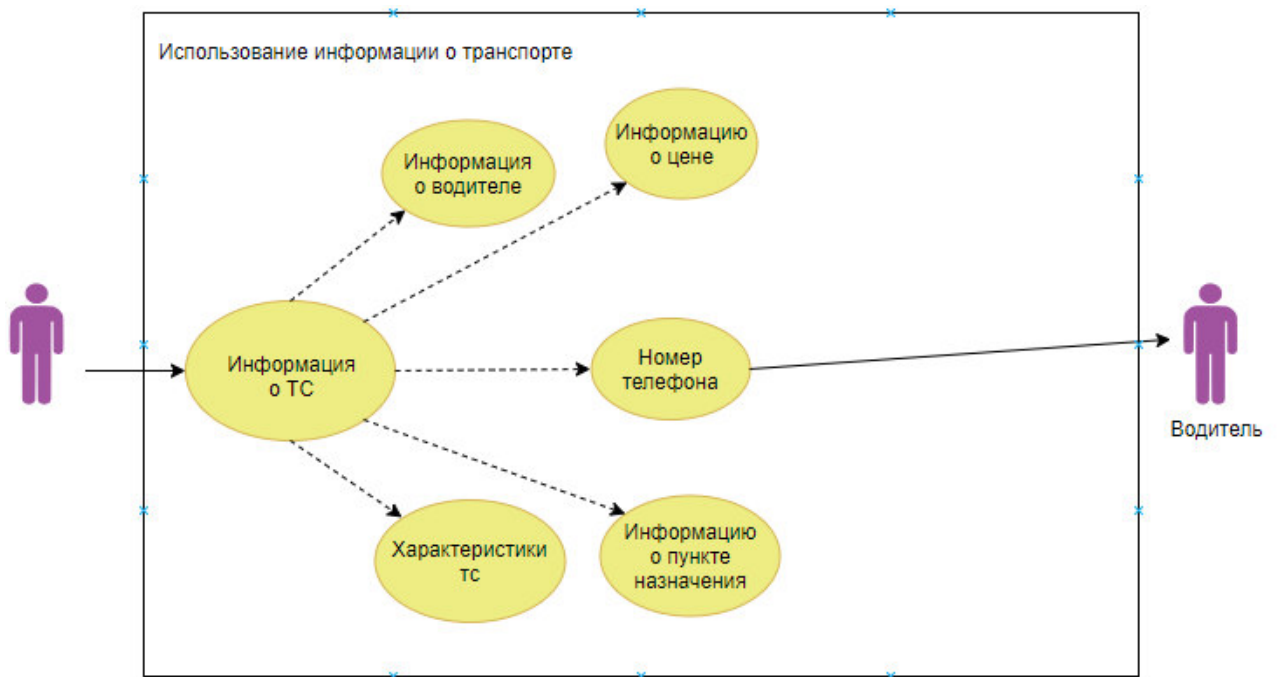 Использование информации о транспорте
Информация
о водителе
Информацию
о цене
Информация
о ТС
Номер
телефона
Водитель
Характеристики
тс
Информацию
о пункте
назначения